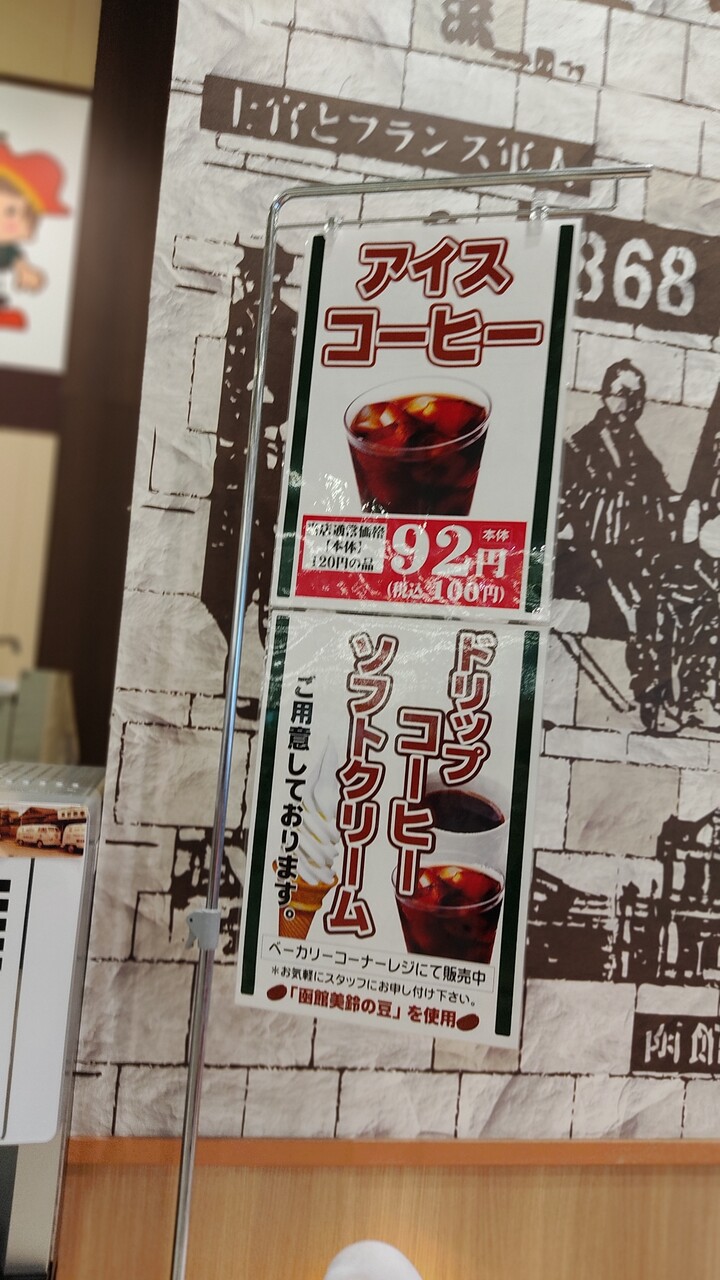 士官とフランス軍人
868
アイス
コーヒー
当店通常価格
【本体】
120円の品
本体
92円
(税込 100円)
ドリップ
コーヒー
ソフトクリーム
ご用意しております。
ベーカリーコーナーレジにて販売中
※お気軽にスタッフにお申し付け下さい。
「函館美鈴の豆」を使用
函館